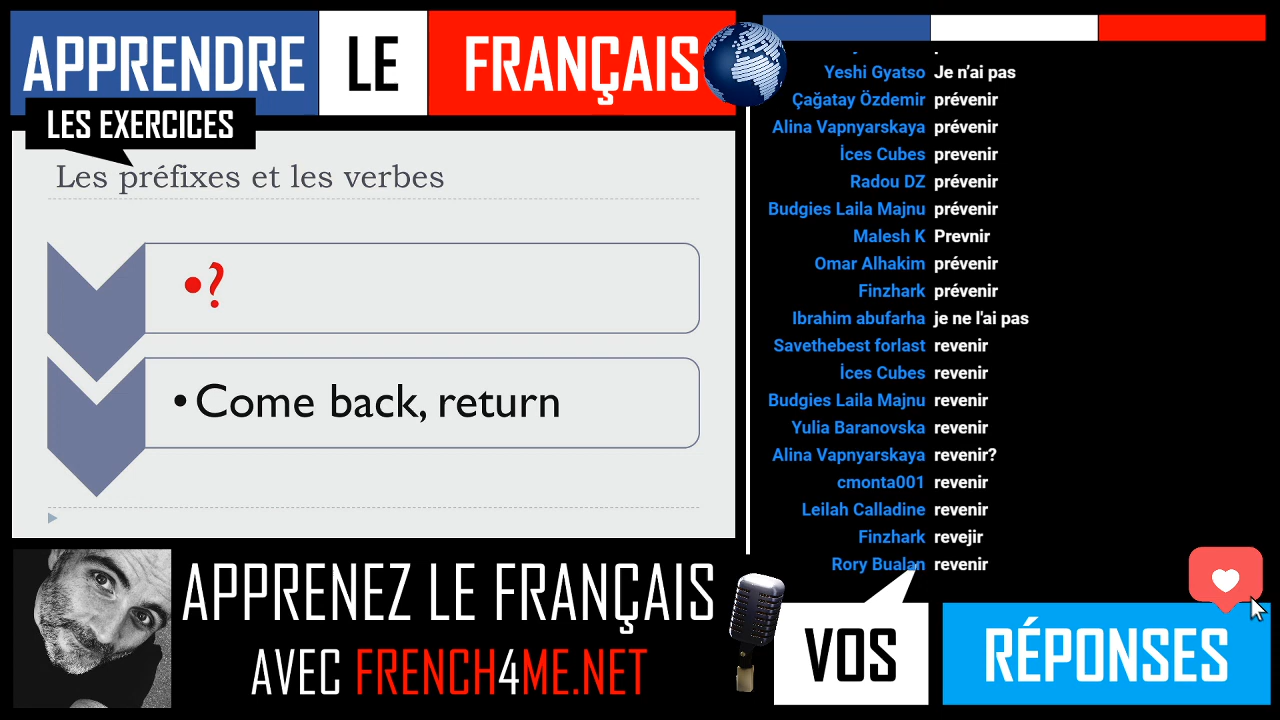 APPRENDRE LE FRANÇAIS
LES EXERCICES
Les préfixes et les verbes
•?
• Come back, return
APPRENEZ LE FRANÇAIS
AVEC FRENCH4ME.NET
Yeshi Gyatso Je n'ai pas
Çağatay Özdemir prévenir
Alina Vapnyarskaya prévenir
İces Cubes prevenir
Radou DZ prévenir
Budgies Laila Majnu prévenir
Malesh K Prevnir
Omar Alhakim prévenir
Finzhark prévenir
Ibrahim abufarha je ne l'ai pas
Savethebest forlast revenir
İces Cubes revenir
Budgies Laila Majnu revenir
Yulia Baranovska revenir
Alina Vapnyarskaya revenir?
cmonta001 revenir
Leilah Calladine revenir
Finzhark revejir
Rory Bualan revenir
VOS RÉPONSES